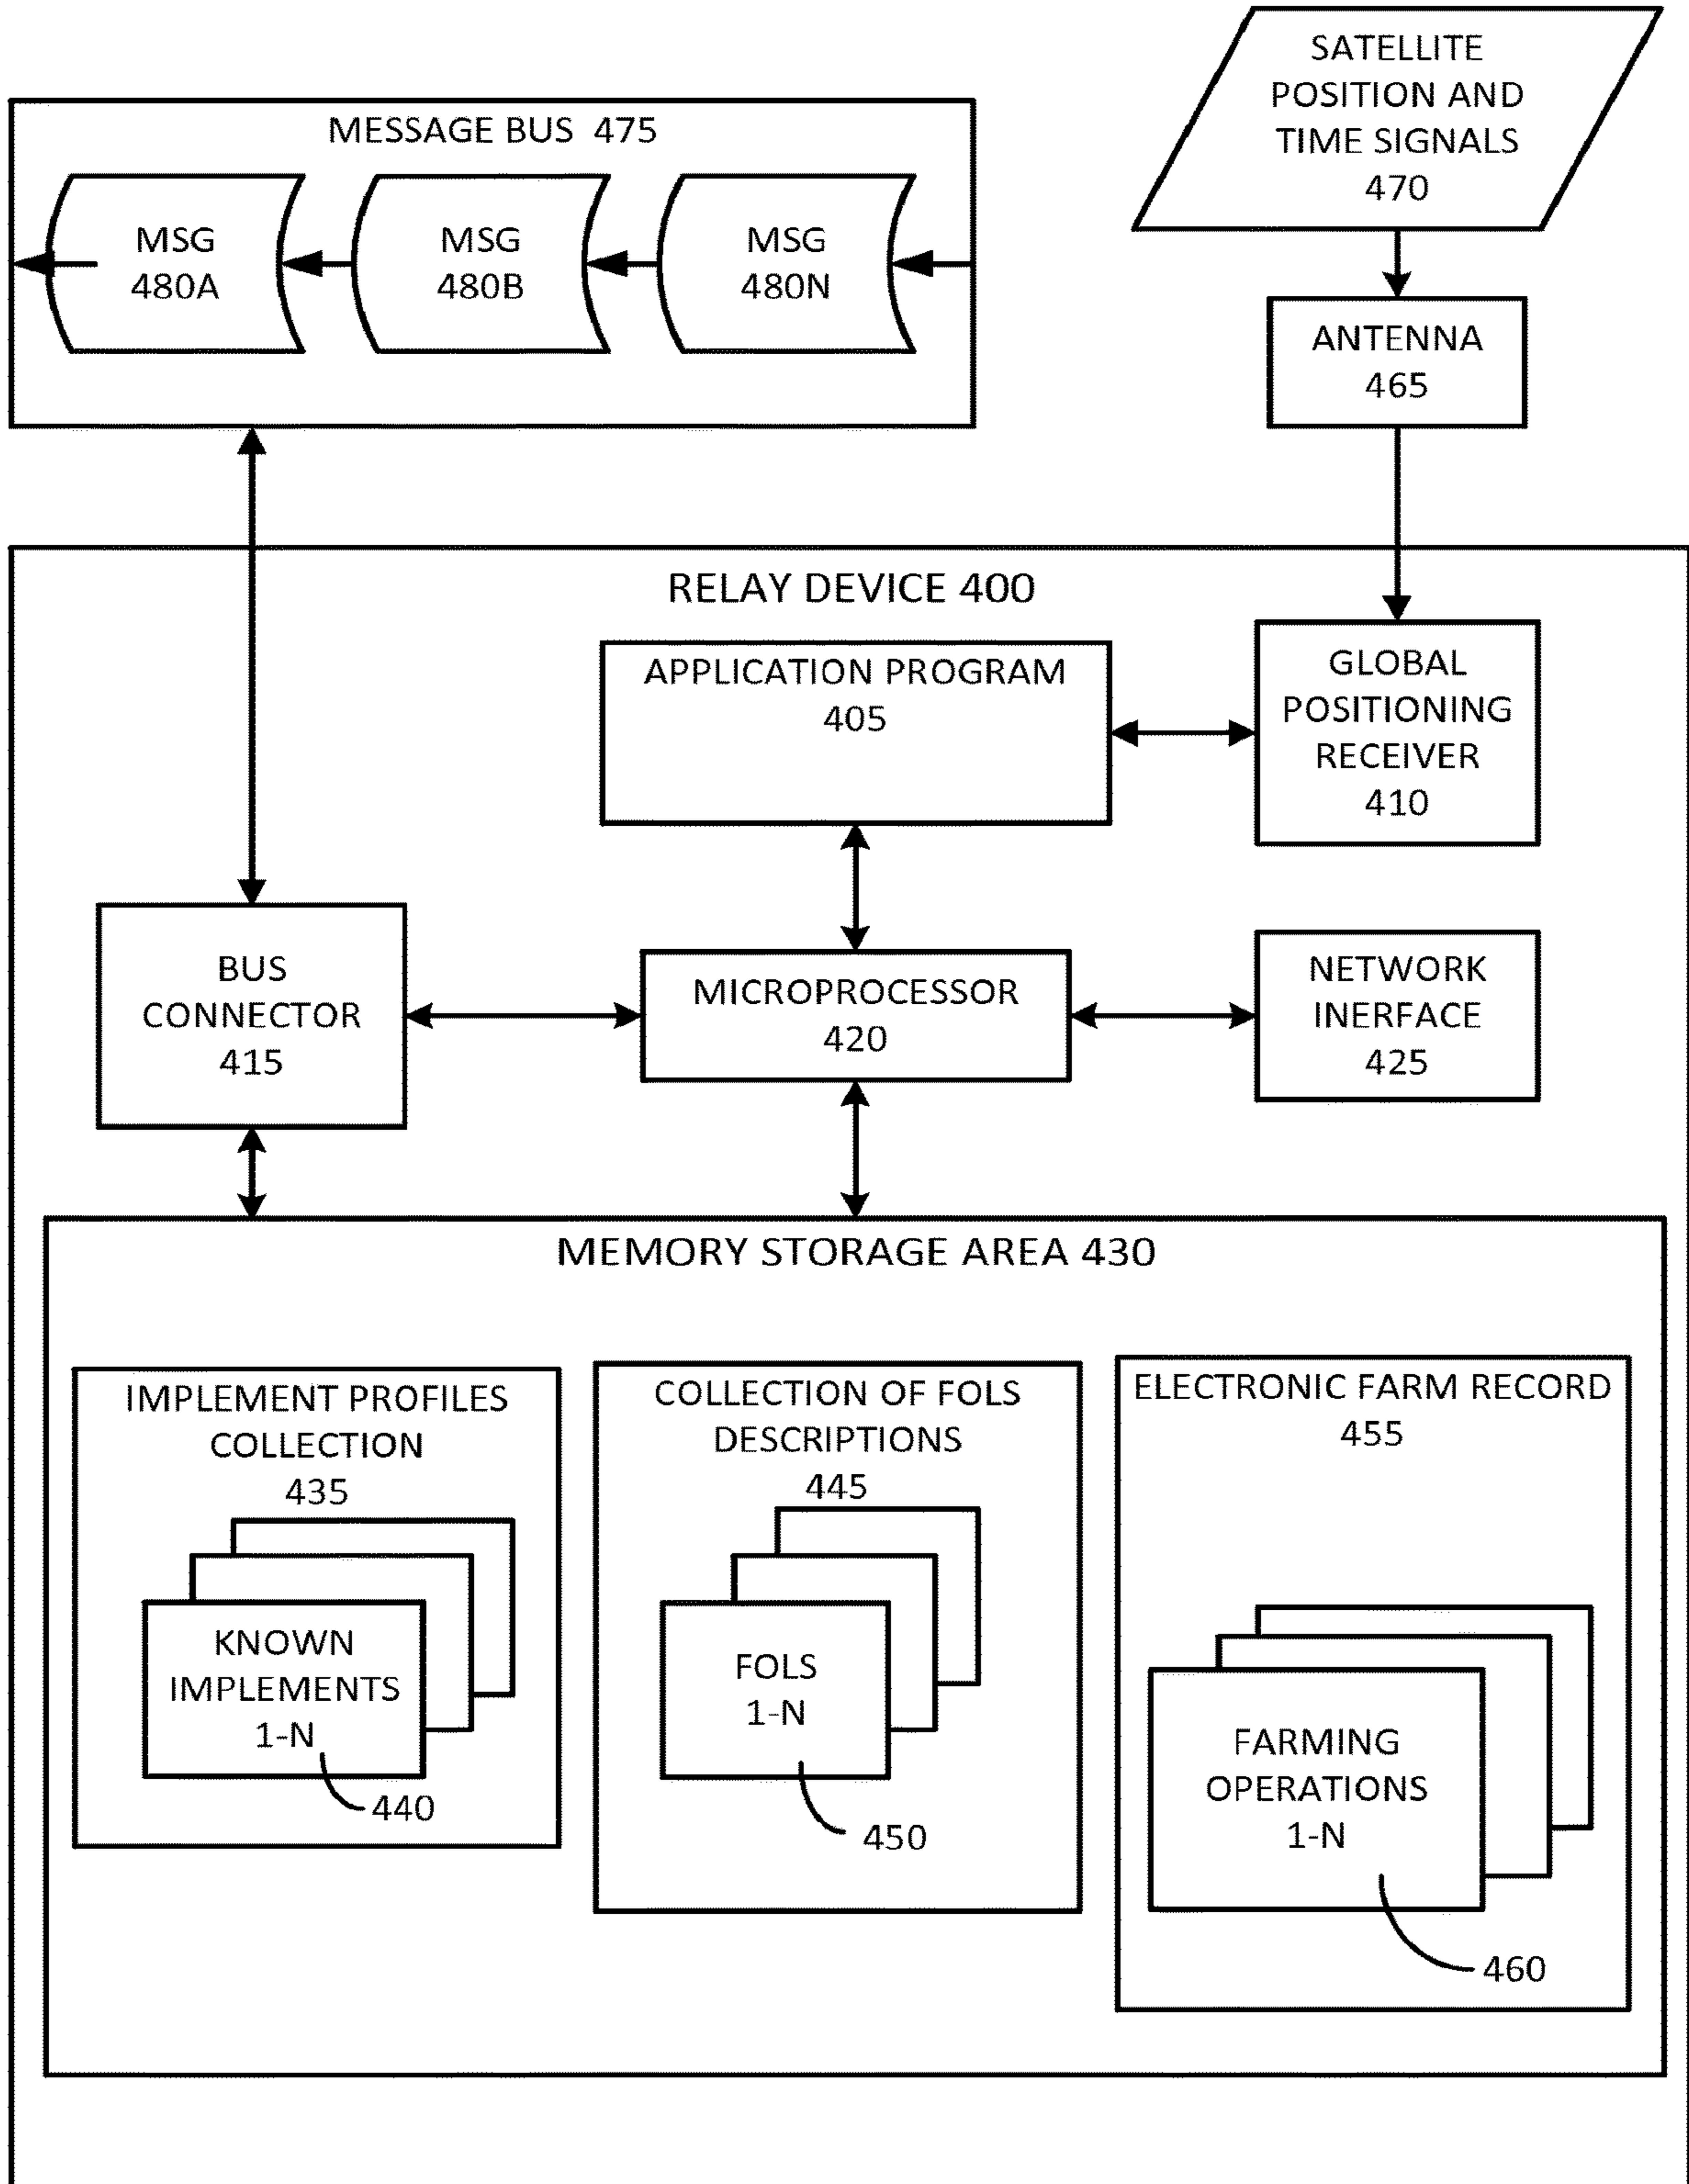 SATELLITE
POSITION AND
TIME SIGNALS
470
MESSAGE BUS 475
MSG
480A
MSG
480B
MSG
480N
ANTENNA
465
RELAY DEVICE 400
APPLICATION PROGRAM
405
GLOBAL
POSITIONING
RECEIVER
410
BUS
CONNECTOR
415
MICROPROCESSOR
420
NETWORK
INERFACE
425
MEMORY STORAGE AREA 430
IMPLEMENT PROFILES
COLLECTION
435
KNOWN
IMPLEMENTS
1-N
440
COLLECTION OF FOLS
DESCRIPTIONS
445
FOLS
1-N
450
ELECTRONIC FARM RECORD
455
FARMING
OPERATIONS
1-N
460